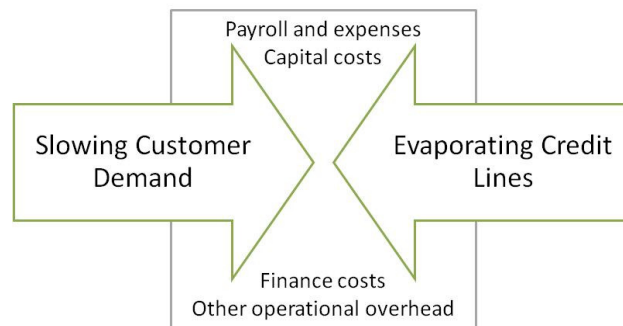 Payroll and expenses
Capital costs
Slowing Customer
Demand
Evaporating Credit
Lines
Finance costs
Other operational overhead